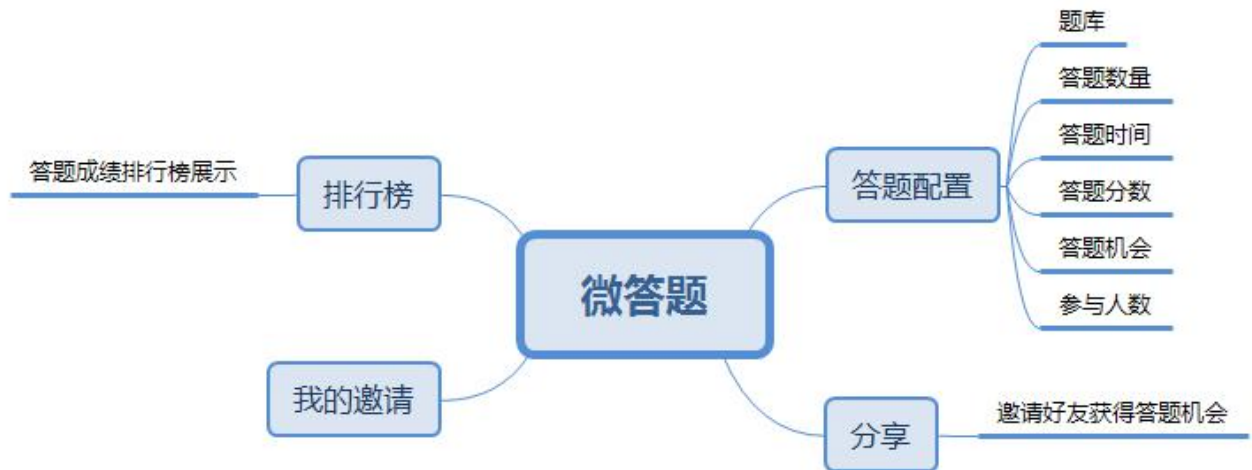 题库
答题数量
答题时间
答题配置
答题分数
答题机会
参与人数
答题成绩排行榜展示
排行榜
微答题
我的邀请
分享
邀请好友获得答题机会